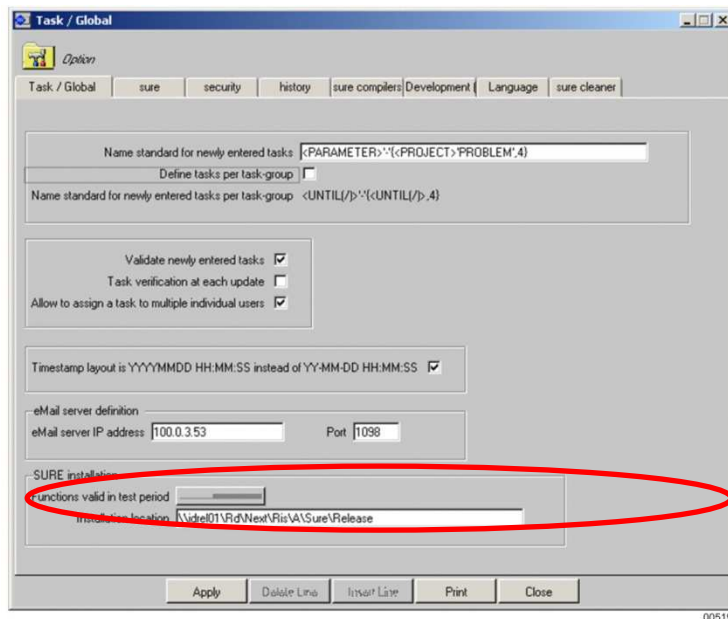 Task / Global
Option
Task / Global sure security history sure compilers Development Language sure cleaner
Name standard for newly entered tasks <PARAMETER>'-'{<PROJECT>'PROBLEM',4}
Define tasks per task-group
Name standard for newly entered tasks per task-group <UNTIL(/)>'-'{<UNTIL(/)>,4}
Validate newly entered tasks
Task verification at each update
Allow to assign a task to multiple individual users
Timestamp layout is YYYYMMDD HH:MM:SS instead of YY-MM-DD HH:MM:SS
eMail server definition
eMail server IP address 100.0.3.53 Port 1098
SURE installation
Functions valid in test period
Installation location \\idrel01\Rd\Next\Ris\A\Sure\Release
Apply Delete Line Insert Line Print Close